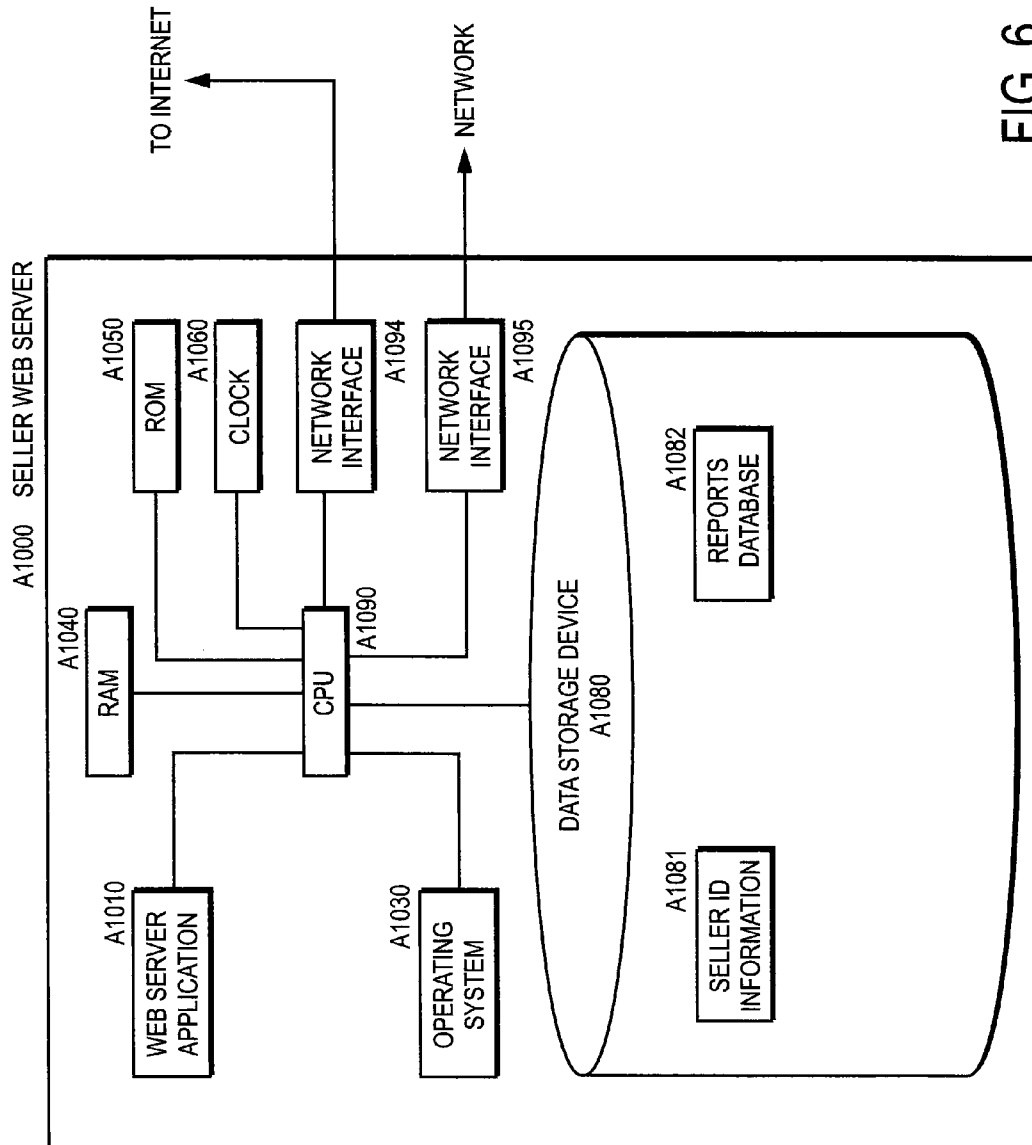 A1000 SELLER WEB SERVER
A1010
WEB SERVER
APPLICATION
A1030
OPERATING
SYSTEM
A1040
RAM
CPU
A1090
A1050
ROM
A1060
CLOCK
NETWORK
INTERFACE
A1094
TO INTERNET
NETWORK
INTERFACE
A1095
NETWORK
DATA STORAGE DEVICE
A1080
A1081
SELLER ID
INFORMATION
A1082
REPORTS
DATABASE
FIG. 6